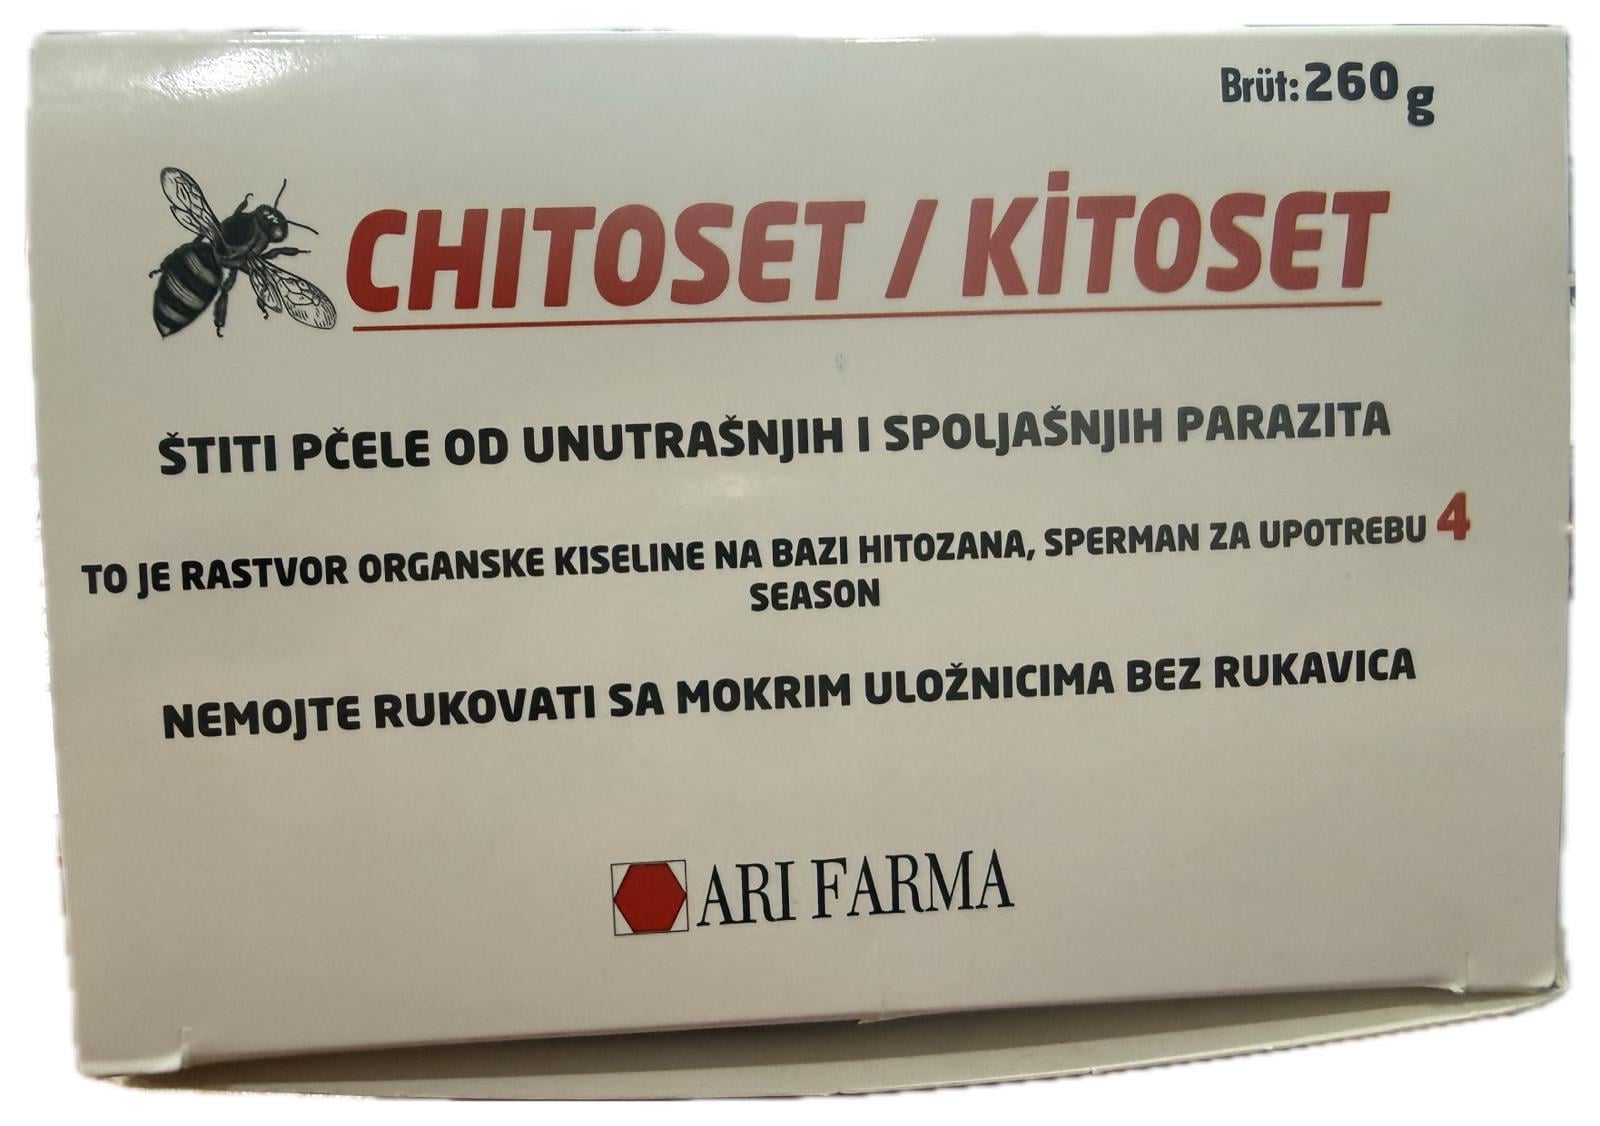 Brüt: 260 g
CHITOSET / KİTOSET
ŠTITI PČELE OD UNUTRAŠNJIH I SPOLJAŠNJIH PARAZITA
TO JE RASTVOR ORGANSKE KISELINE NA BAZI HITOZANA, SPERMAN ZA UPOTREBU 4
SEASON
NEMOJTE RUKOVATI SA MOKRIM ULOŽNICIMA BEZ RUKAVICA
ARI FARMA